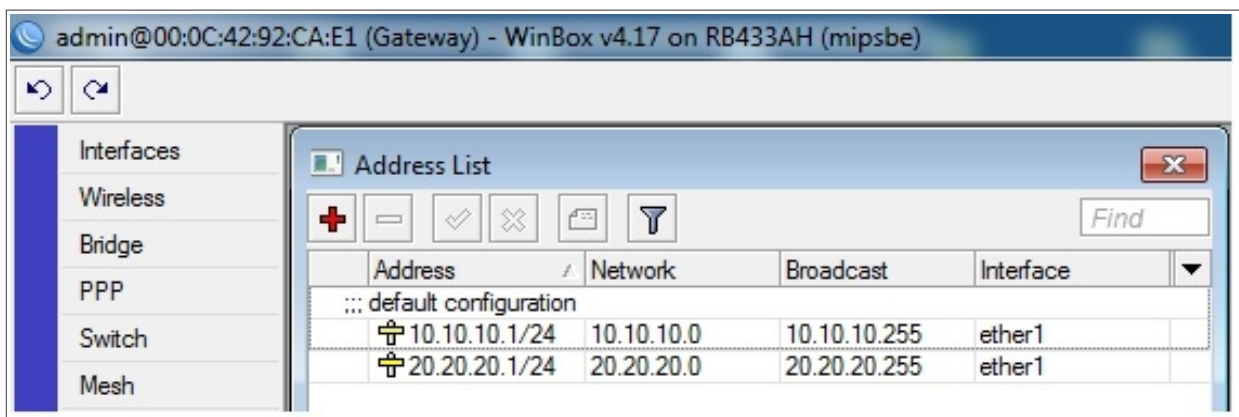 admin@00:0C:42:92:CA:E1 (Gateway) - WinBox v4.17 on RB433AH (mipsbe)
Interfaces
Wireless
Bridge
PPP
Switch
Mesh
Address List
Find
Address Network Broadcast Interface
;;; default configuration
10.10.10.1/24 10.10.10.0 10.10.10.255 ether1
20.20.20.1/24 20.20.20.0 20.20.20.255 ether1